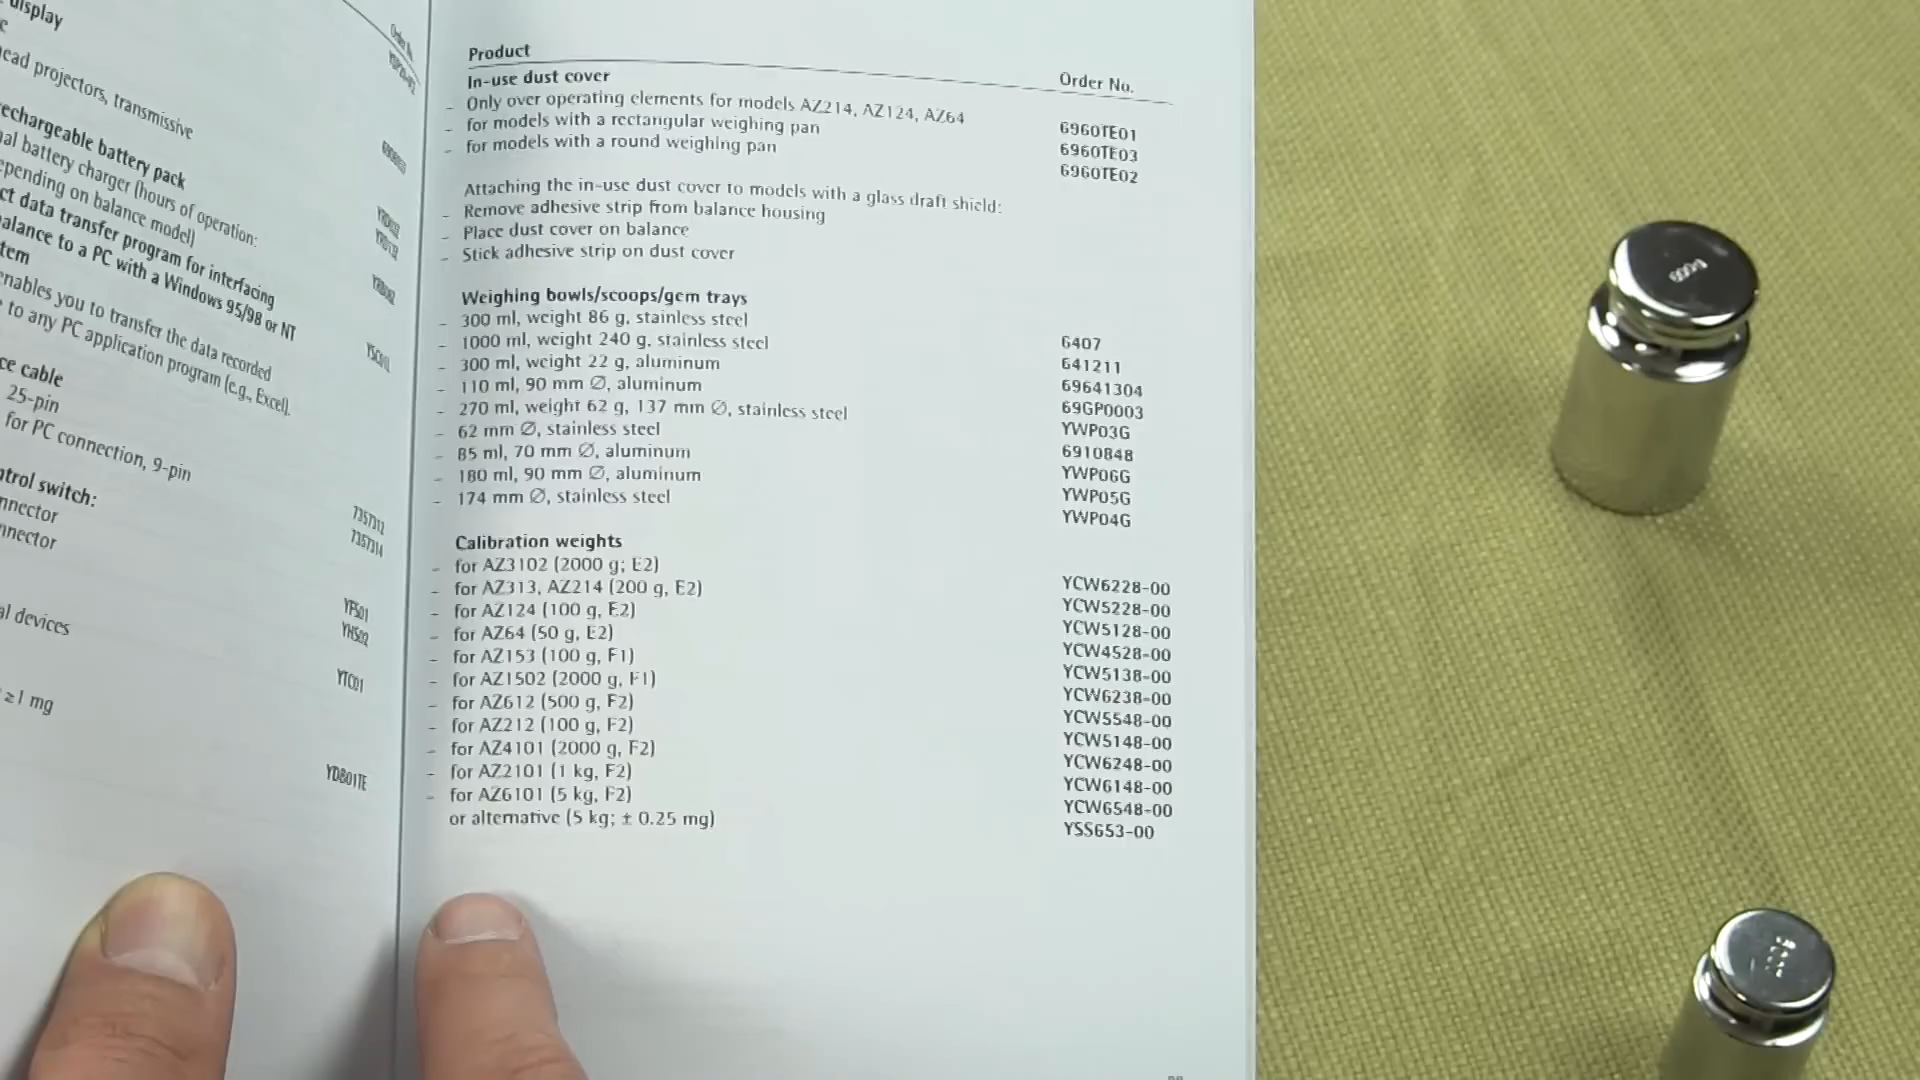 display
ead projectors, transmissive
echargeable battery pack
al battery charger (hours of operation:
epending on balance model)
ct data transfer program for interfacing
alance to a PC with a Windows 95/98 or NT
tem
enables you to transfer the data recorded
to any PC application program (e.g., Excel).
ce cable
25-pin
for PC connection, 9-pin
7357312
7357314
ntrol switch:
nnector
nnector
YFS01
YHS02
al devices
YTC01
≥1 mg
YDB01TE
Product Order No.
In-use dust cover
- Only over operating elements for models AZ214, AZ124, AZ64 6960TE01
- for models with a rectangular weighing pan 6960TE03
- for models with a round weighing pan 6960TE02
Attaching the in-use dust cover to models with a glass draft shield:
- Remove adhesive strip from balance housing
- Place dust cover on balance
- Stick adhesive strip on dust cover
Weighing bowls/scoops/gem trays
- 300 ml, weight 86 g, stainless steel 6407
- 1000 ml, weight 240 g, stainless steel 641211
- 300 ml, weight 22 g, aluminum 69641304
- 110 ml, 90 mm Ø, aluminum 69GP0003
- 270 ml, weight 62 g, 137 mm Ø, stainless steel YWP03G
- 62 mm Ø, stainless steel 6910848
- 85 ml, 70 mm Ø, aluminum YWP06G
- 180 ml, 90 mm Ø, aluminum YWP05G
- 174 mm Ø, stainless steel YWP04G
Calibration weights
- for AZ3102 (2000 g; E2) YCW6228-00
- for AZ313, AZ214 (200 g, E2) YCW5228-00
- for AZ124 (100 g, E2) YCW5128-00
- for AZ64 (50 g, E2) YCW4528-00
- for AZ153 (100 g, F1) YCW5138-00
- for AZ1502 (2000 g, F1) YCW6238-00
- for AZ612 (500 g, F2) YCW5548-00
- for AZ212 (100 g, F2) YCW5148-00
- for AZ4101 (2000 g, F2) YCW6248-00
- for AZ2101 (1 kg, F2) YCW6148-00
- for AZ6101 (5 kg, F2) YCW6548-00
or alternative (5 kg; ± 0.25 mg) YSS653-00